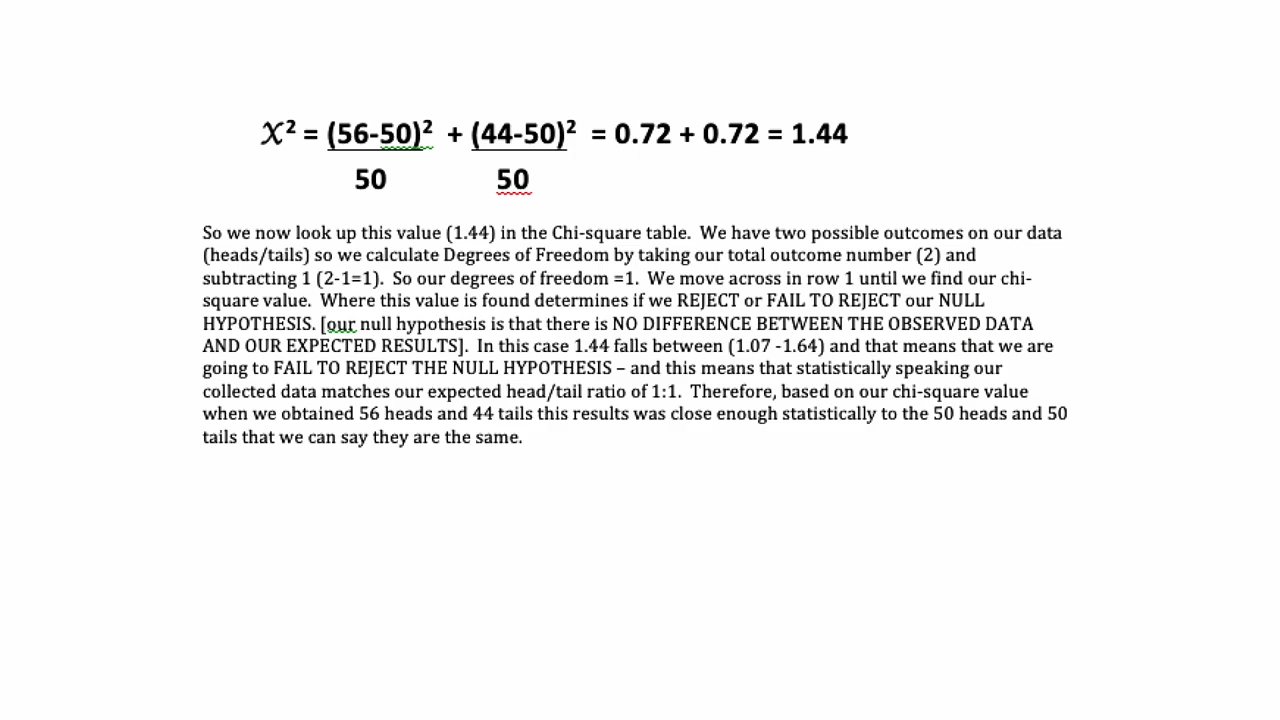 𝒳² = (56-50)² + (44-50)² = 0.72 + 0.72 = 1.44
50 50
So we now look up this value (1.44) in the Chi-square table.  We have two possible outcomes on our data
(heads/tails) so we calculate Degrees of Freedom by taking our total outcome number (2) and
subtracting 1 (2-1=1).  So our degrees of freedom =1.  We move across in row 1 until we find our chi-
square value.  Where this value is found determines if we REJECT or FAIL TO REJECT our NULL
HYPOTHESIS. [our null hypothesis is that there is NO DIFFERENCE BETWEEN THE OBSERVED DATA
AND OUR EXPECTED RESULTS].  In this case 1.44 falls between (1.07 -1.64) and that means that we are
going to FAIL TO REJECT THE NULL HYPOTHESIS – and this means that statistically speaking our
collected data matches our expected head/tail ratio of 1:1.  Therefore, based on our chi-square value
when we obtained 56 heads and 44 tails this results was close enough statistically to the 50 heads and 50
tails that we can say they are the same.